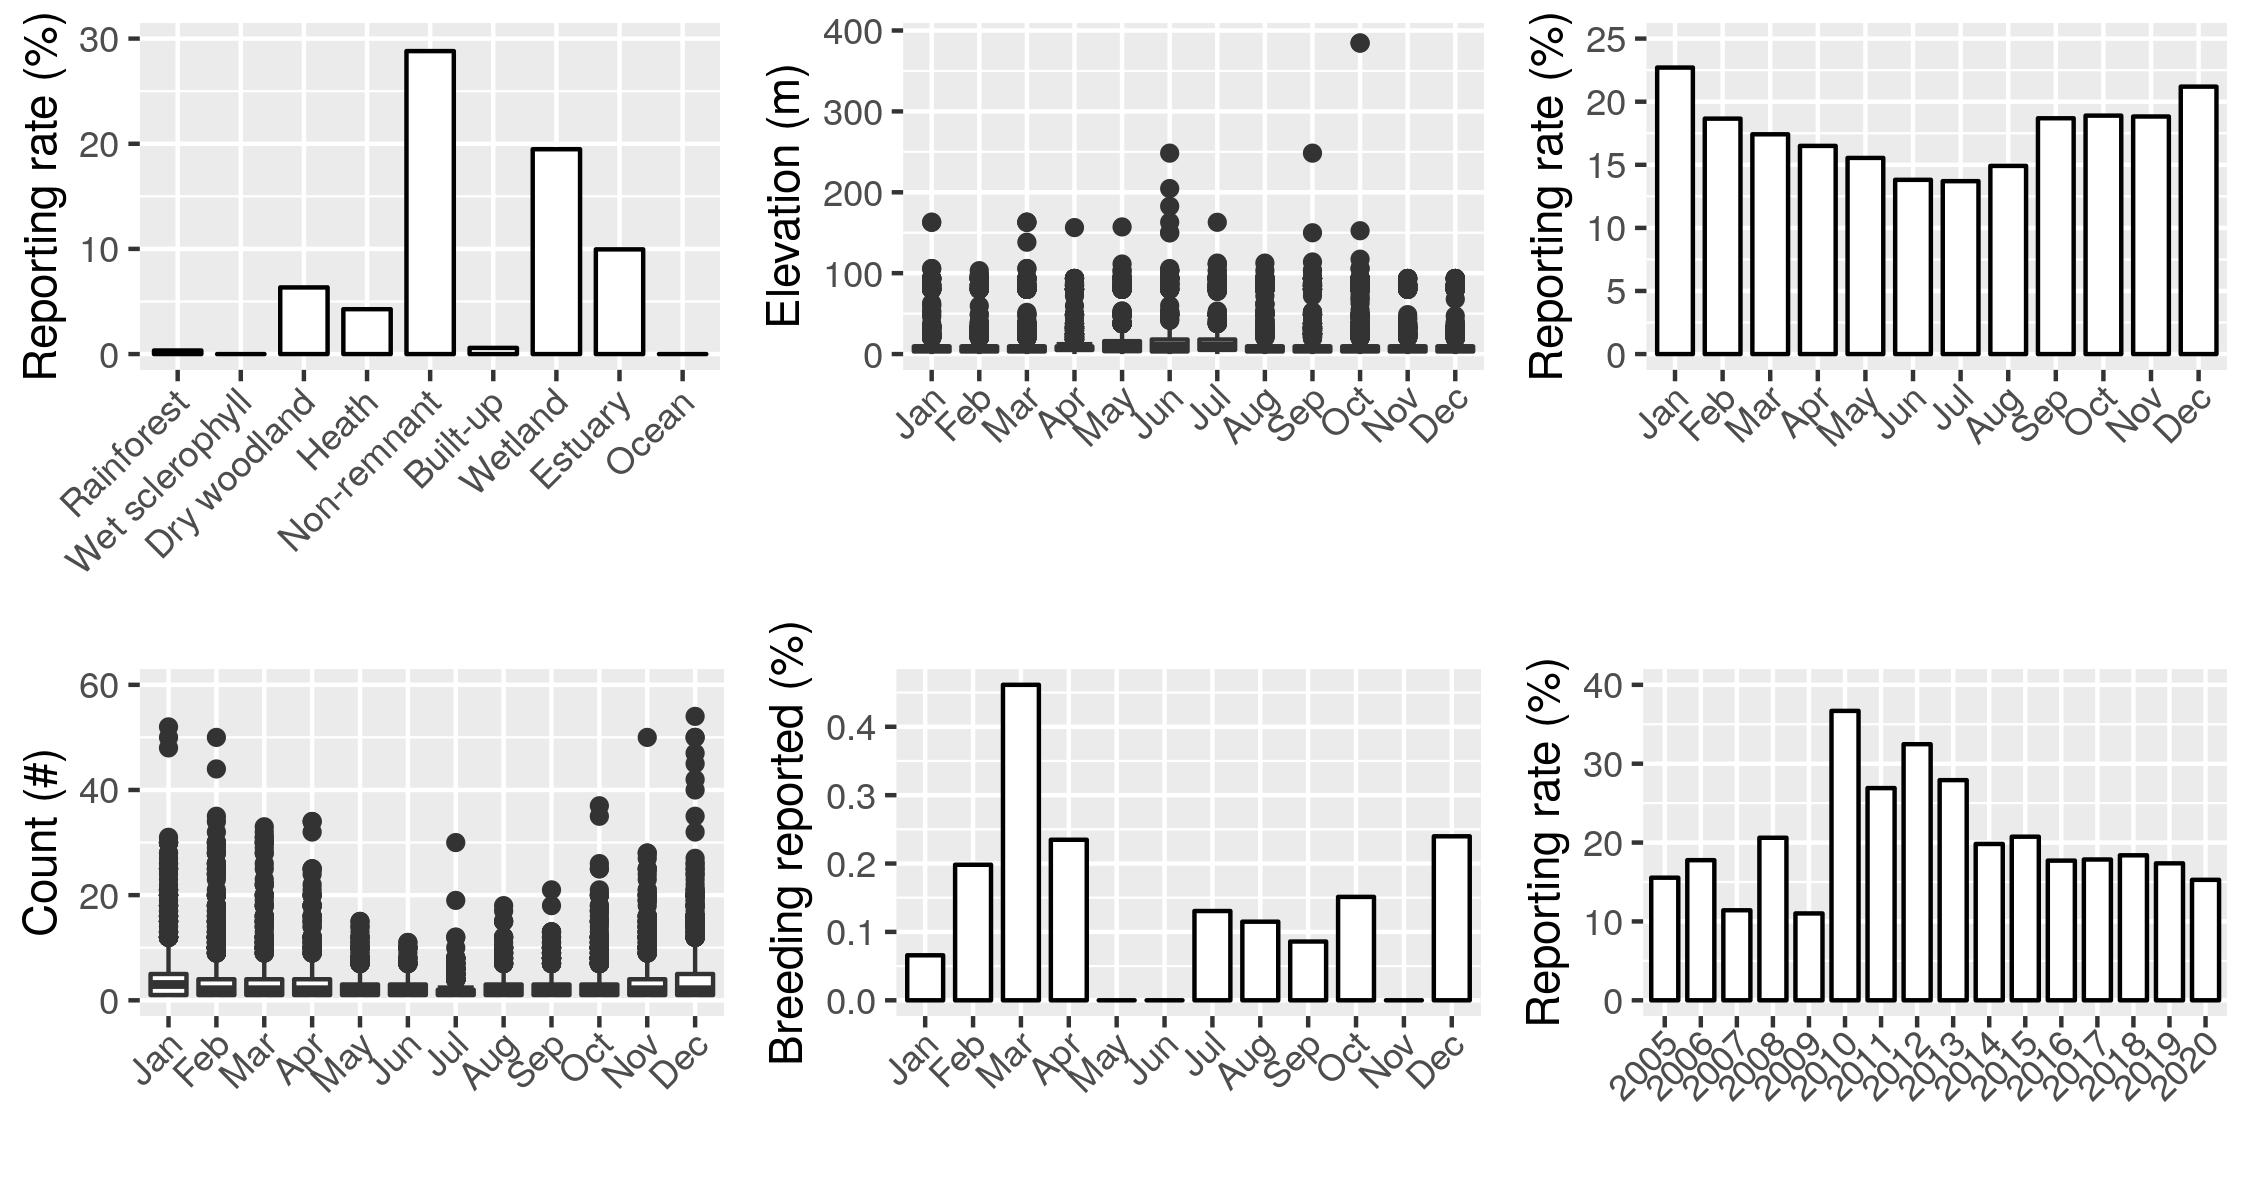 Reporting rate (%)
30
20
10
0
Rainforest
Wet sclerophyll
Dry woodland
Heath
Non-remnant
Built-up
Wetland
Estuary
Ocean
Elevation (m)
400
300
200
100
0
Jan
Feb
Mar
Apr
May
Jun
Jul
Aug
Sep
Oct
Nov
Dec
Reporting rate (%)
25
20
15
10
5
0
Jan
Feb
Mar
Apr
May
Jun
Jul
Aug
Sep
Oct
Nov
Dec
Count (#)
60
40
20
0
Jan
Feb
Mar
Apr
May
Jun
Jul
Aug
Sep
Oct
Nov
Dec
Breeding reported (%)
0.4
0.3
0.2
0.1
0.0
Jan
Feb
Mar
Apr
May
Jun
Jul
Aug
Sep
Oct
Nov
Dec
Reporting rate (%)
40
30
20
10
0
2005
2006
2007
2008
2009
2010
2011
2012
2013
2014
2015
2016
2017
2018
2019
2020